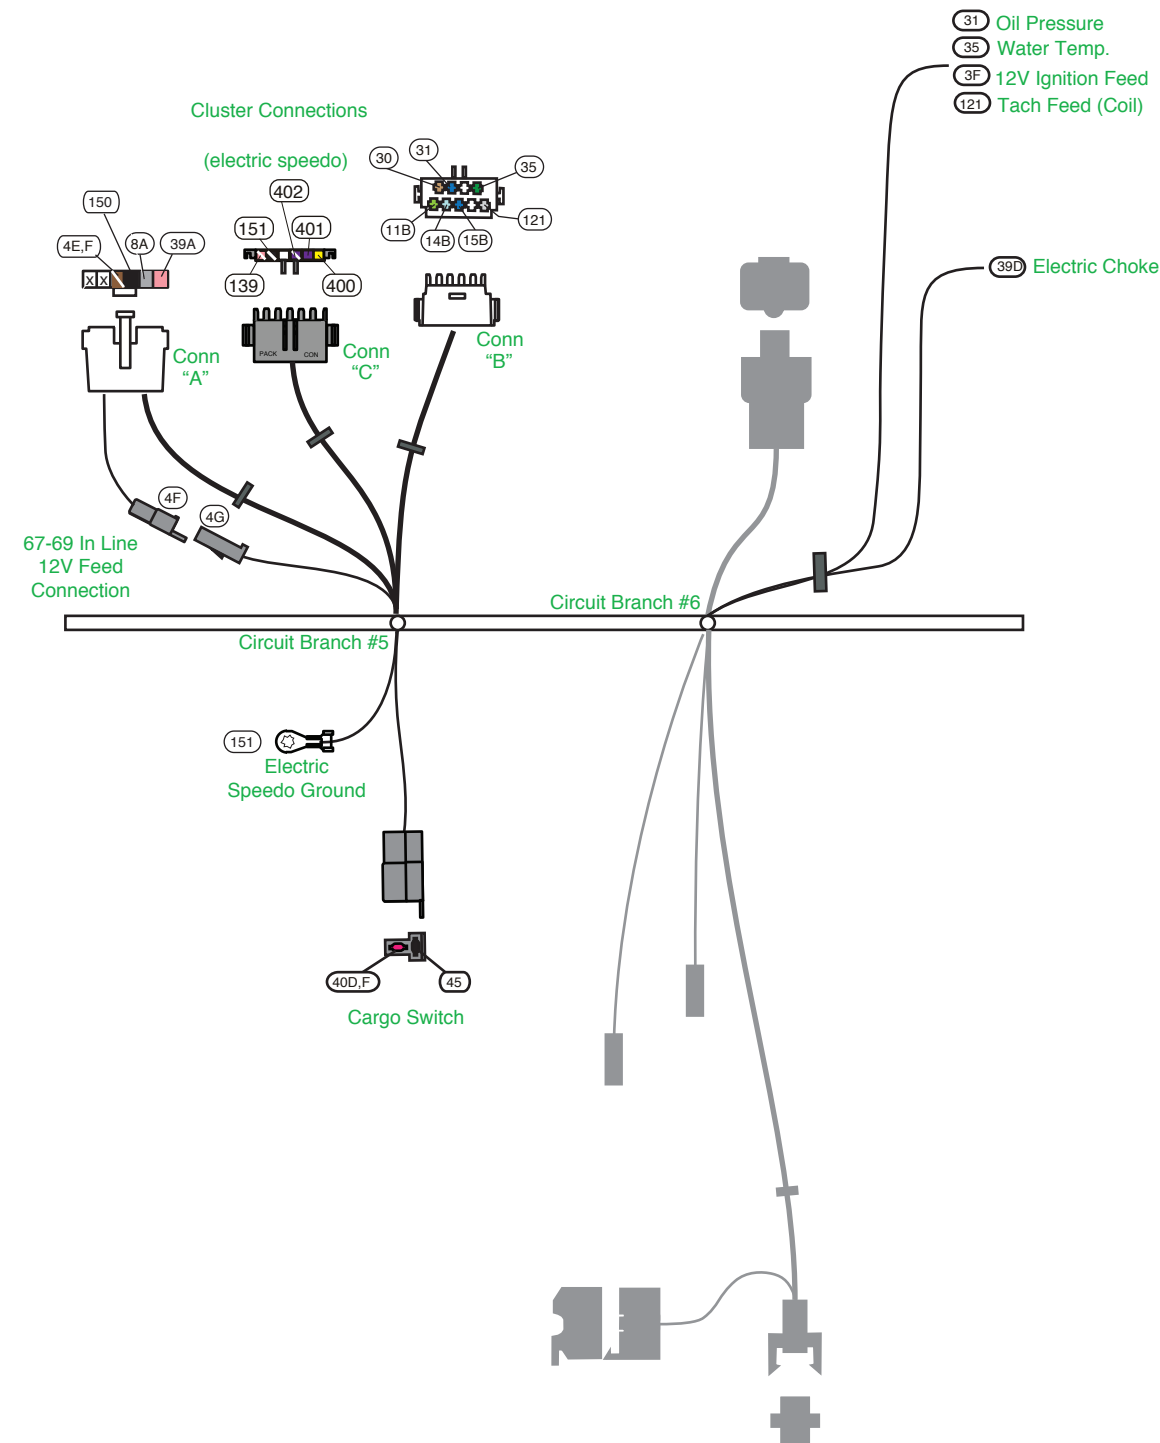 31 Oil Pressure
35 Water Temp.
3F 12V Ignition Feed
121 Tach Feed (Coil)
Cluster Connections
(electric speedo)
30
31
35
11B
14B
15B
121
402
151
401
139
400
150
4E,F
8A
39A
X X
39D Electric Choke
PACK CON
Conn
“A”
Conn
“C”
Conn
“B”
4F
4G
67-69 In Line
12V Feed
Connection
Circuit Branch #6
Circuit Branch #5
151
Electric
Speedo Ground
40D,F
45
Cargo Switch